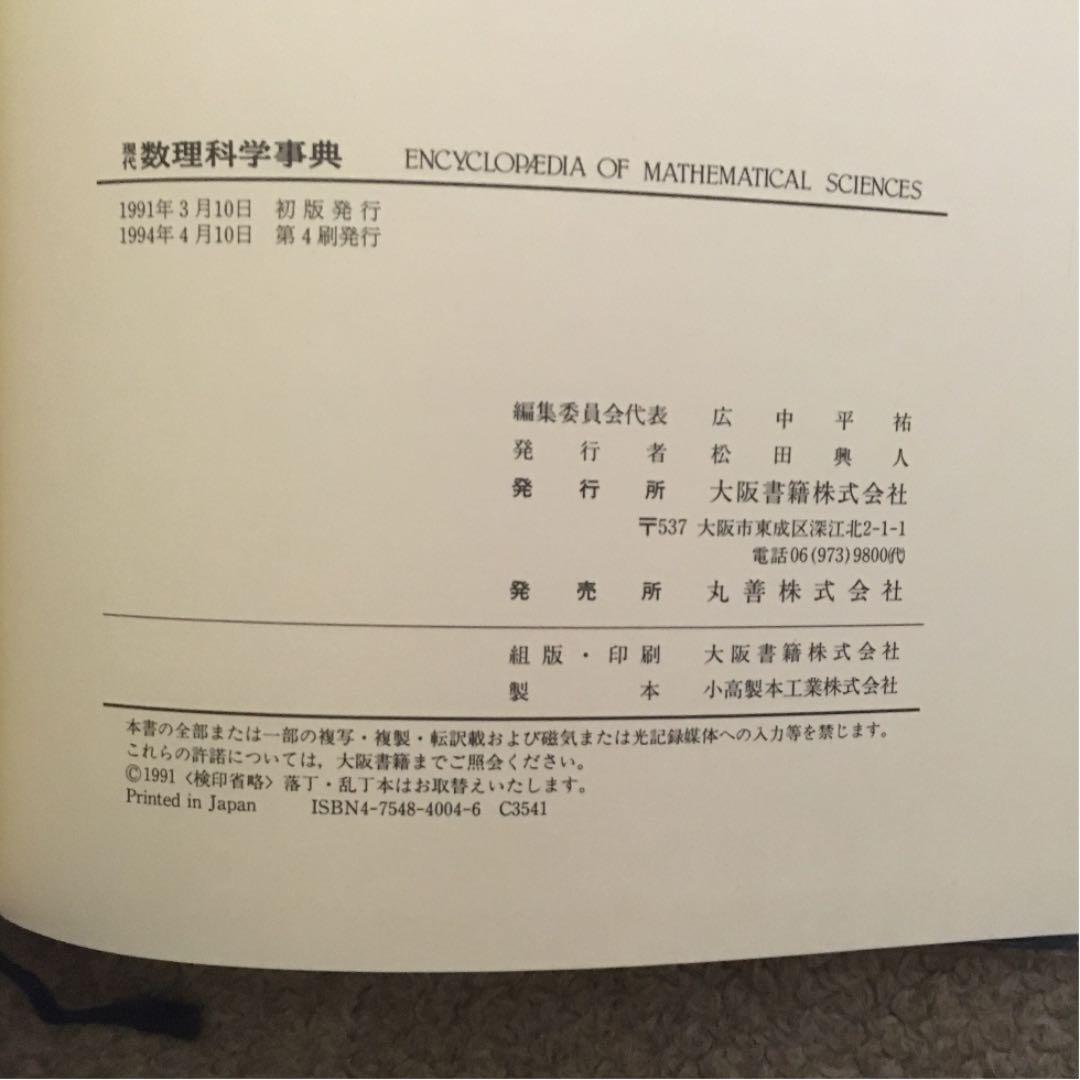 現代 数理科学事典 ENCYCLOPÆDIA OF MATHEMATICAL SCIENCES
1991年3月10日 初版発行
1994年4月10日 第4刷発行
編集委員会代表 広中平祐
発行者 松田興人
発行所 大阪書籍株式会社
〒537 大阪市東成区深江北2-1-1
電話06(973)9800代
発売所 丸善株式会社
組版・印刷 大阪書籍株式会社
製本 小高製本工業株式会社
本書の全部または一部の複写・複製・転訳載および磁気または光記録媒体への入力等を禁じます。
これらの許諾については,大阪書籍までご照会ください。
©1991〈検印省略〉落丁・乱丁本はお取替えいたします。
Printed in Japan ISBN4-7548-4004-6 C3541